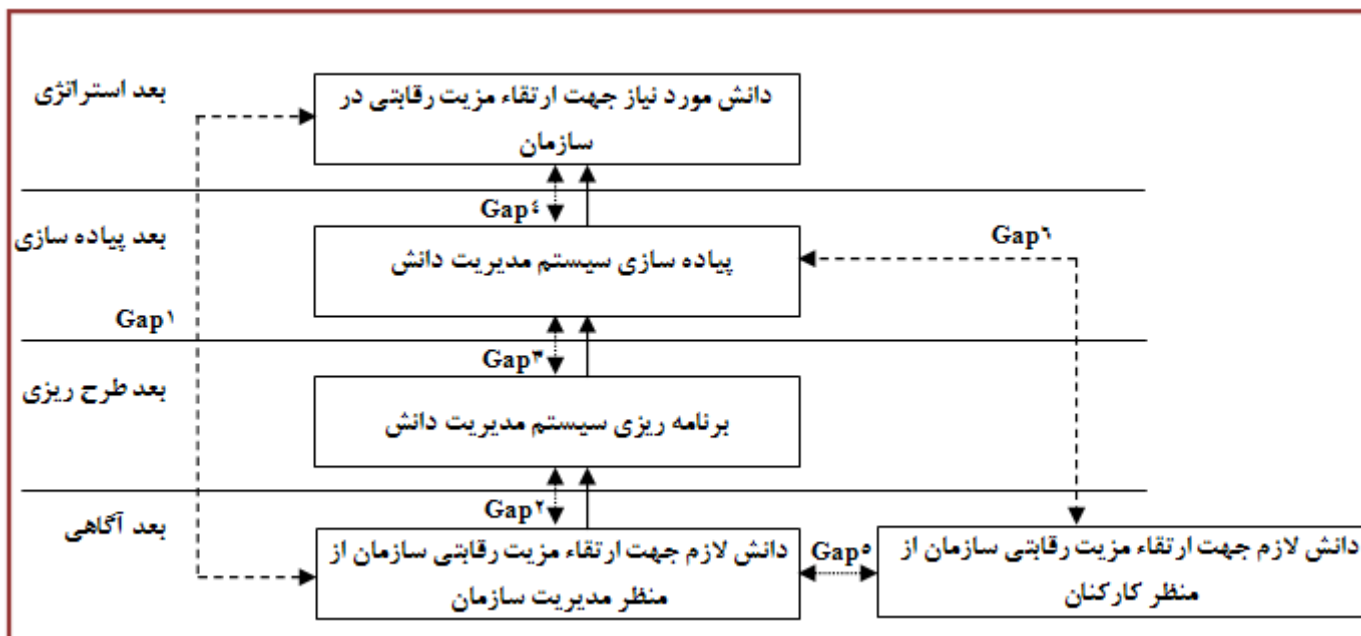 بعد استراتژی
دانش مورد نیاز جهت ارتقاء مزیت رقابتی در
سازمان
Gap۴
بعد پیاده سازی
پیاده سازی سیستم مدیریت دانش
Gap۶
Gap۱
Gap۳
بعد طرح ریزی
برنامه ریزی سیستم مدیریت دانش
Gap۲
بعد آگاهی
دانش لازم جهت ارتقاء مزیت رقابتی سازمان از
منظر مدیریت سازمان
Gap۵
دانش لازم جهت ارتقاء مزیت رقابتی سازمان از
منظر کارکنان